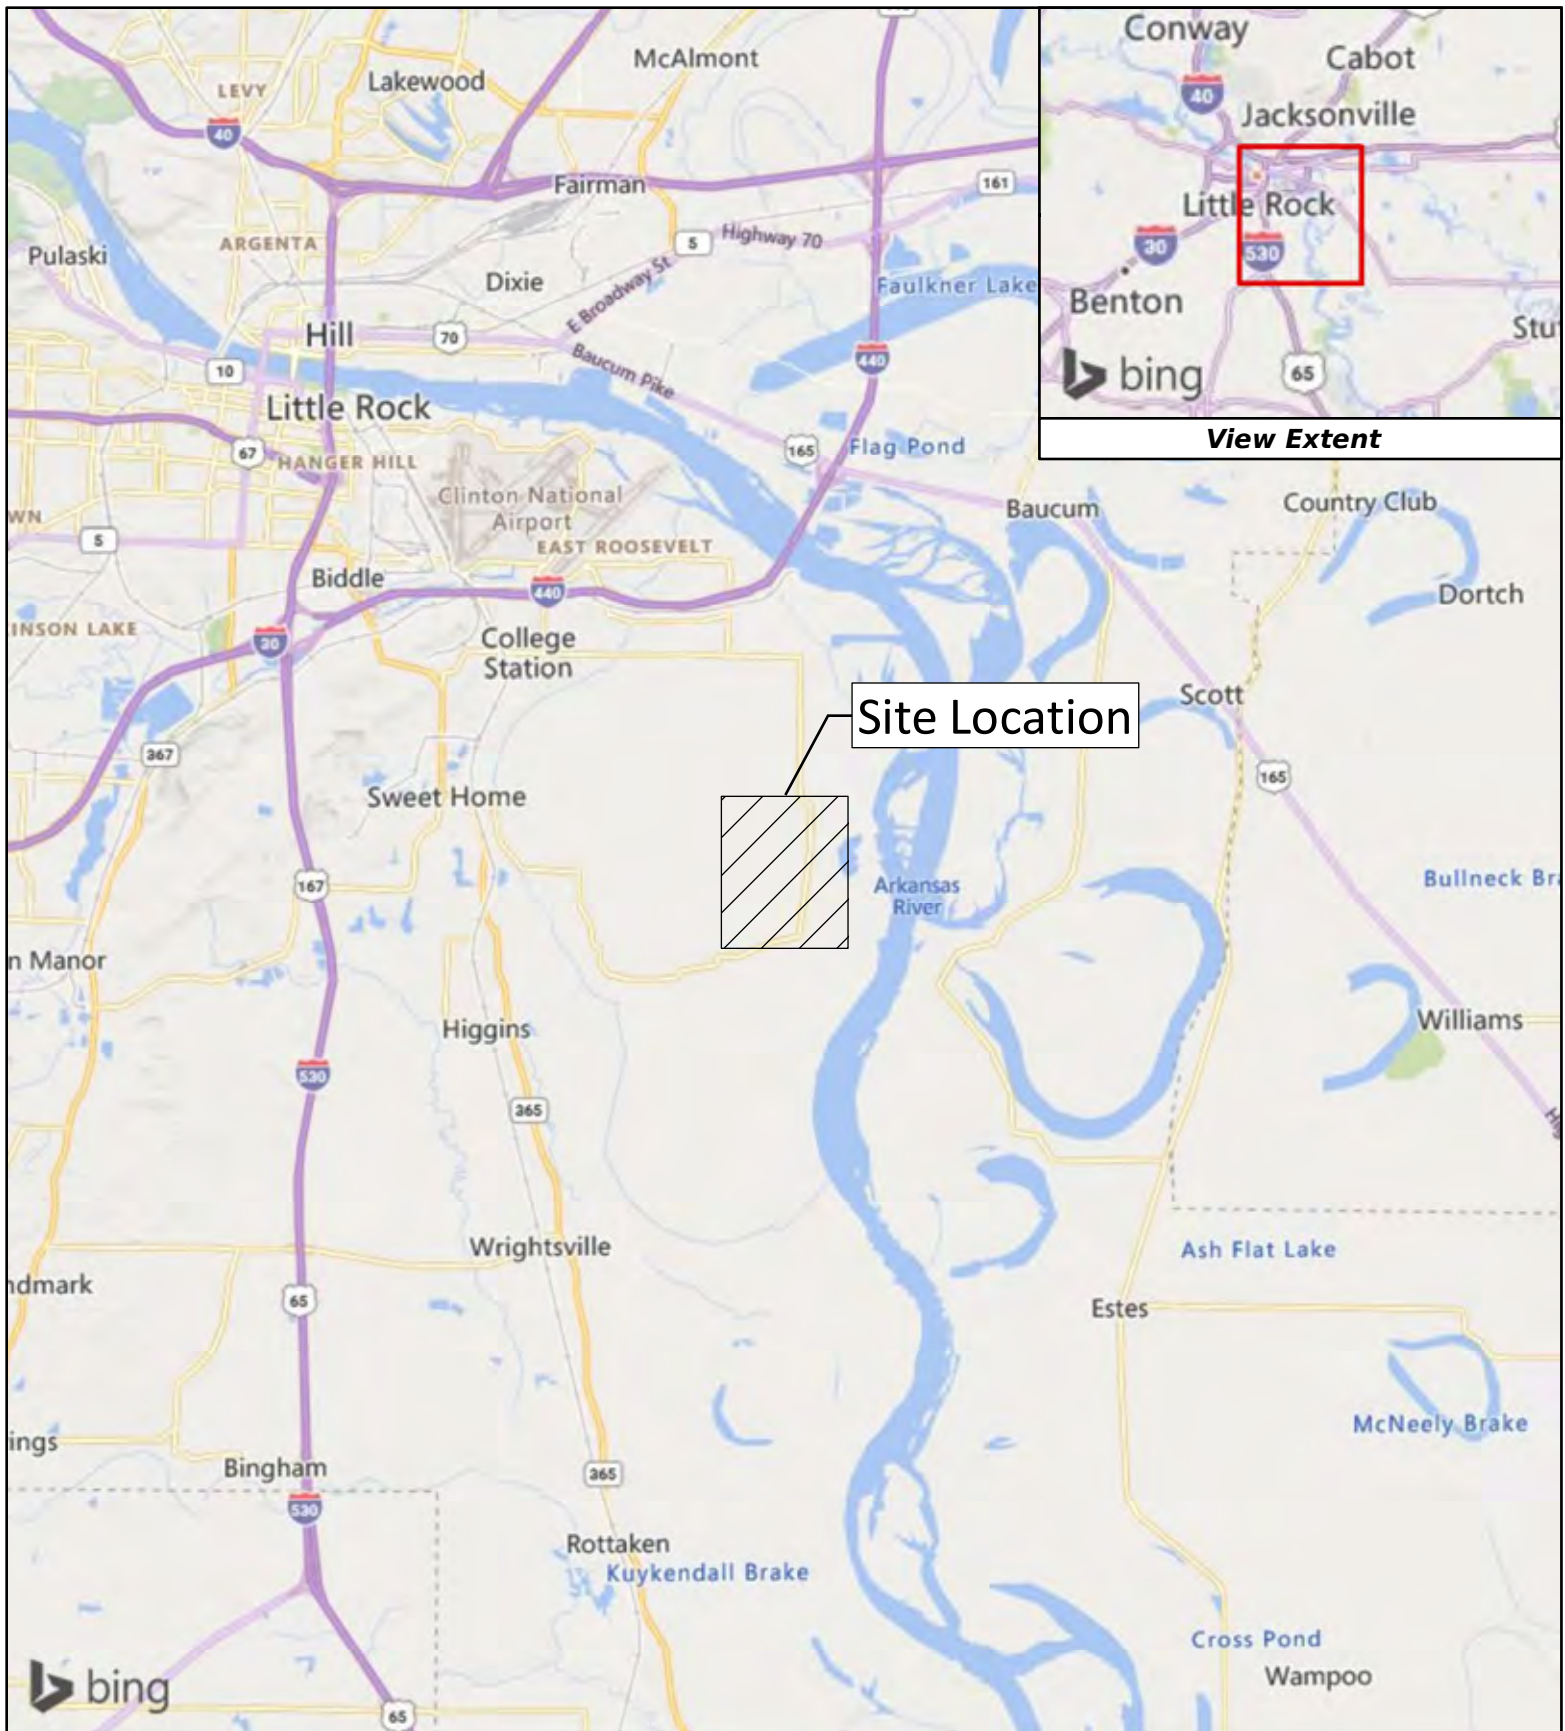 McAlmont
Lakewood
LEVY
40
Fairman
161
ARGENTA
5
Highway 70
Pulaski
Dixie
E Broadway St
Faulkner Lake
Hill
70
440
10
Baucum Pike
Little Rock
67
165
Flag Pond
HANGER HILL
Clinton National
Airport
WN
5
EAST ROOSEVELT
Biddle
440
INSON LAKE
30
College
Station
Conway
Cabot
40
Jacksonville
Little Rock
30
530
Benton
Stu
65
bing
View Extent
Baucum
Country Club
Dortch
Scott
Site Location
367
165
Sweet Home
167
Arkansas
River
Bullneck Br
n Manor
Higgins
Williams
530
365
Wrightsville
Ash Flat Lake
ndmark
65
Estes
McNeely Brake
ings
Bingham
365
530
Rottaken
Kuykendall Brake
Cross Pond
Wampoo
bing
65